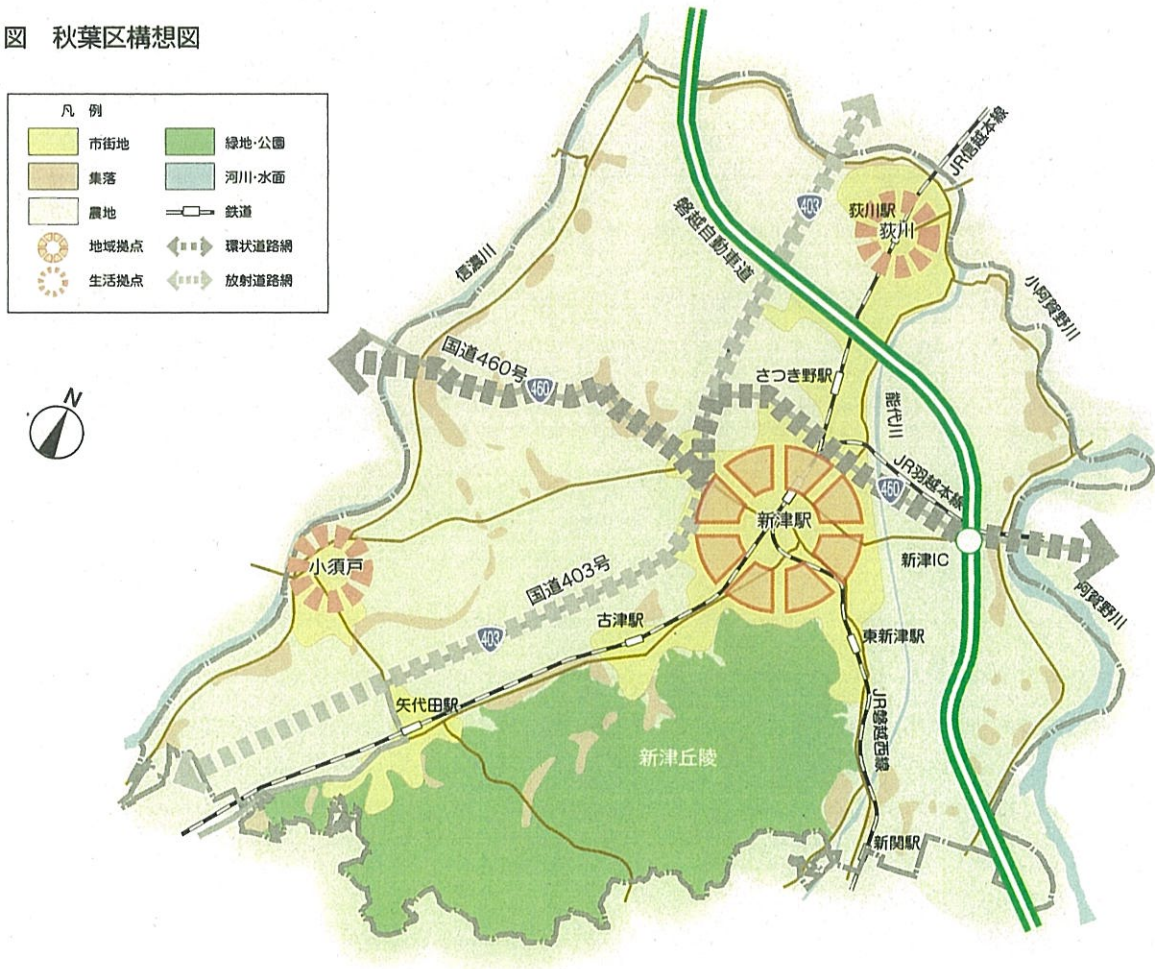 図 秋葉区構想図
凡 例
市街地
緑地・公園
集落
河川・水面
農地
鉄道
地域拠点
環状道路網
生活拠点
放射道路網
N
JR信越本線
403
荻川駅
荻川
磐越自動車道
信濃川
小阿賀野川
国道460号
460
さつき野駅
能代川
JR羽越本線
460
新津駅
新津IC
小須戸
国道403号
阿賀野川
古津駅
403
東新津駅
矢代田駅
JR磐越西線
新津丘陵
新関駅